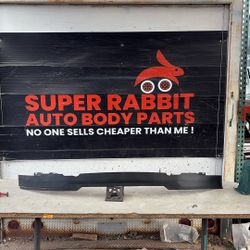 SUPER RABBIT
AUTO BODY PARTS
NO ONE SELLS CHEAPER THAN ME !